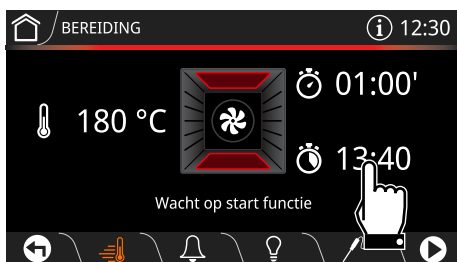 BEREIDING 12:30
01:00'
180 °C
13:40
Wacht op start functie